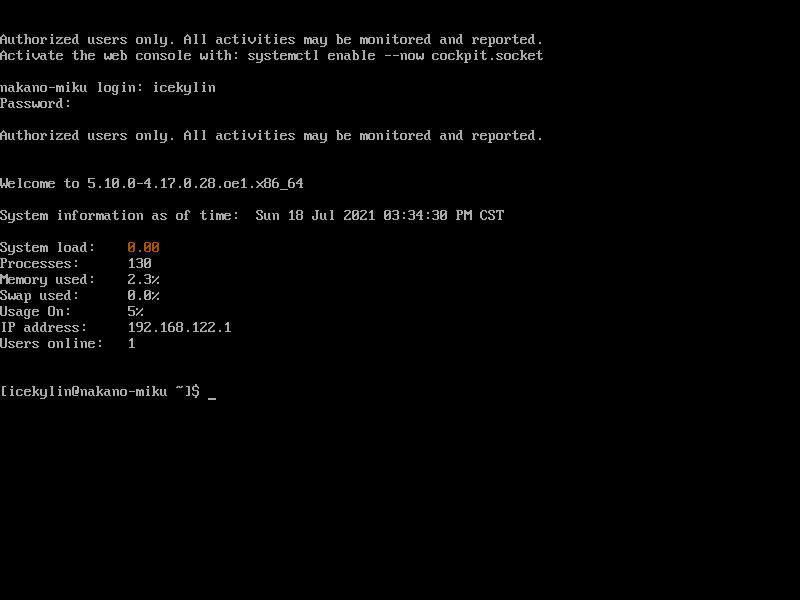 Authorized users only. All activities may be monitored and reported.
Activate the web console with: systemctl enable --now cockpit.socket
nakano-miku login: icekylin
Password:
Authorized users only. All activities may be monitored and reported.
Welcome to 5.10.0-4.17.0.28.oe1.x86_64
System information as of time:  Sun 18 Jul 2021 03:34:30 PM CST
System load:    0.00
Processes:      130
Memory used:    2.3%
Swap used:      0.0%
Usage On:       5%
IP address:     192.168.122.1
Users online:   1
[icekylin@nakano-miku ~]$ _